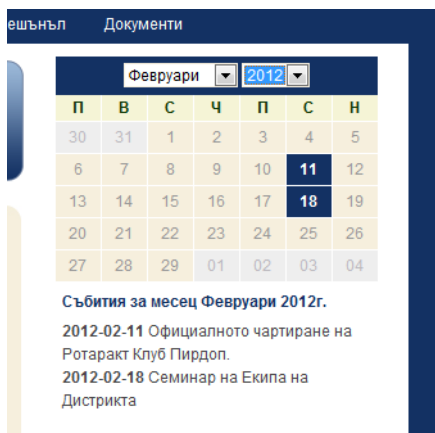 ешънъл Документи
Февруари 2012
П В С Ч П С Н
30 31 1 2 3 4 5
6 7 8 9 10 11 12
13 14 15 16 17 18 19
20 21 22 23 24 25 26
27 28 29 01 02 03 04
Събития за месец Февруари 2012г.
2012-02-11 Официалното чартиране на
Ротаракт Клуб Пирдоп.
2012-02-18 Семинар на Екипа на
Дистрикта